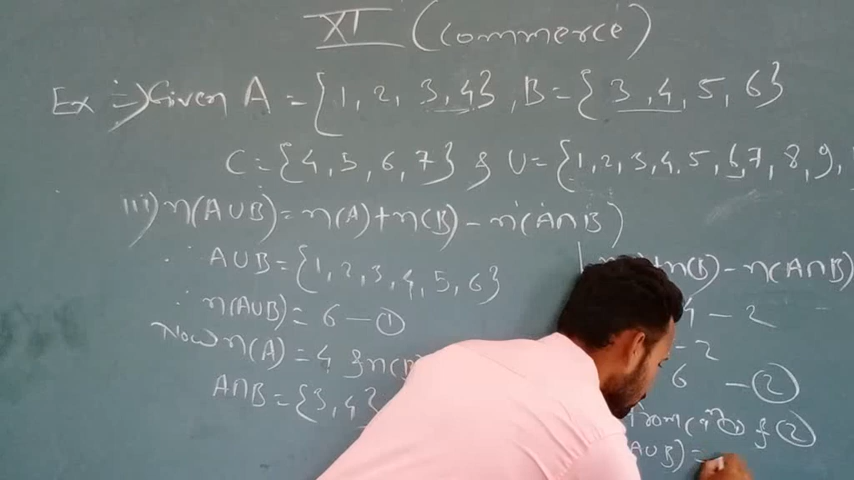 XI (Commerce)
Ex :⇒ Given A = {1, 2, 3, 4}, B = {3, 4, 5, 6}
C = {4, 5, 6, 7} & U = {1, 2, 3, 4, 5, 6, 7, 8, 9,
iii) n(A∪B) = n(A) + n(B) - n(A∩B)
∴ A∪B = {1, 2, 3, 4, 5, 6}
∴ n(A∪B) = 6 — ①
Now n(A) = 4 & n(B
A∩B = {3, 4}
+ n(B) - n(A∩B)
4 - 2
- 2
6 — ②
from ① & ②
A∪B) =